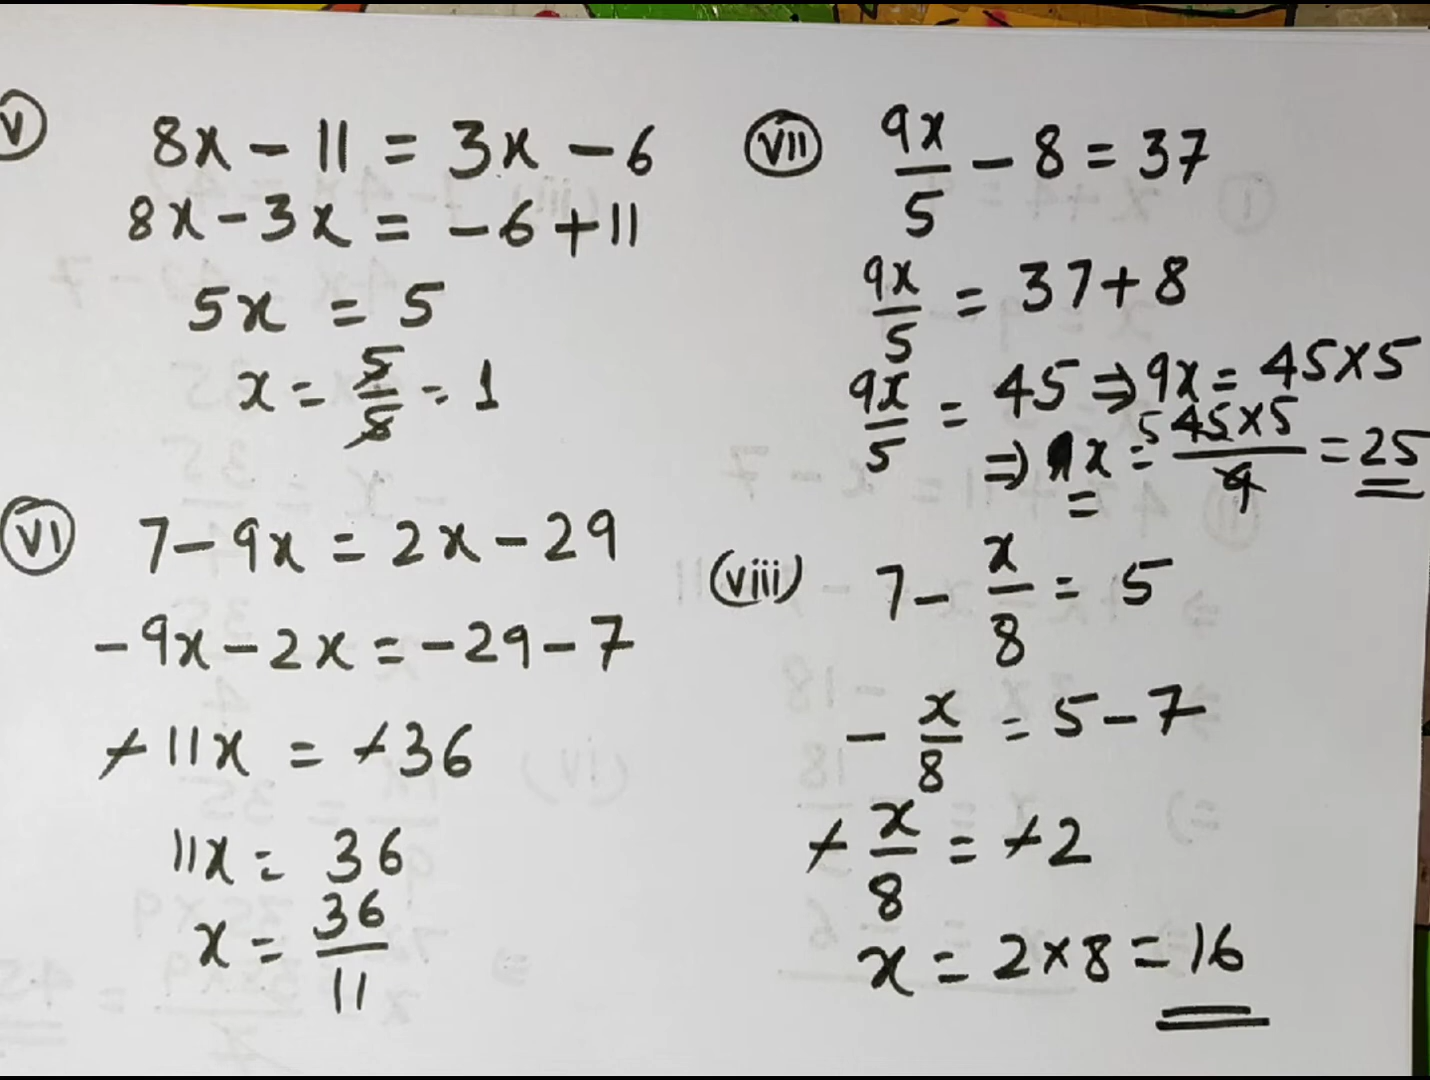 (v) 8x - 11 = 3x - 6
8x - 3x = - 6 + 11
5x = 5
x = 5/5 = 1
(vi) 7 - 9x = 2x - 29
- 9x - 2x = - 29 - 7
- 11x = - 36
11x = 36
x = 36/11
(vii) 9x/5 - 8 = 37
9x/5 = 37 + 8
9x/5 = 45 ⇒ 9x = 45 × 5
⇒ x = 5 45 × 5/9 = 25
(viii) 7 - x/8 = 5
- x/8 = 5 - 7
- x/8 = - 2
x = 2 × 8 = 16